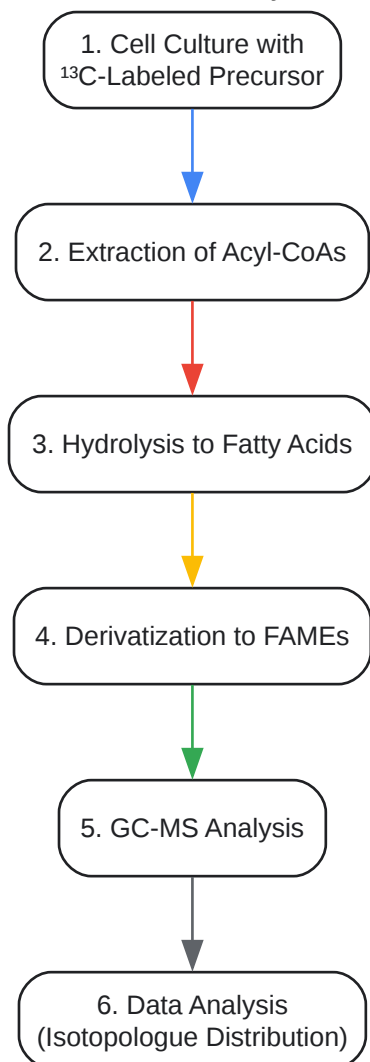 1. Cell Culture with
¹³C-Labeled Precursor
2. Extraction of Acyl-CoAs
3. Hydrolysis to Fatty Acids
4. Derivatization to FAMEs
5. GC-MS Analysis
6. Data Analysis
(Isotopologue Distribution)